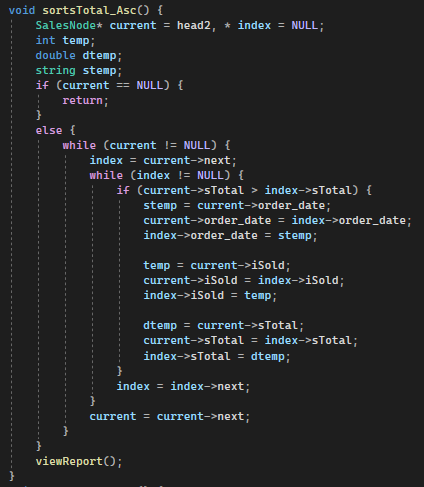 void sortsTotal_Asc() {
    SalesNode* current = head2, * index = NULL;
    int temp;
    double dtemp;
    string stemp;
    if (current == NULL) {
        return;
    }
    else {
        while (current != NULL) {
            index = current->next;
            while (index != NULL) {
                if (current->sTotal > index->sTotal) {
                    stemp = current->order_date;
                    current->order_date = index->order_date;
                    index->order_date = stemp;

                    temp = current->iSold;
                    current->iSold = index->iSold;
                    index->iSold = temp;

                    dtemp = current->sTotal;
                    current->sTotal = index->sTotal;
                    index->sTotal = dtemp;
                }
                index = index->next;
            }
            current = current->next;
        }
    }
    viewReport();
}